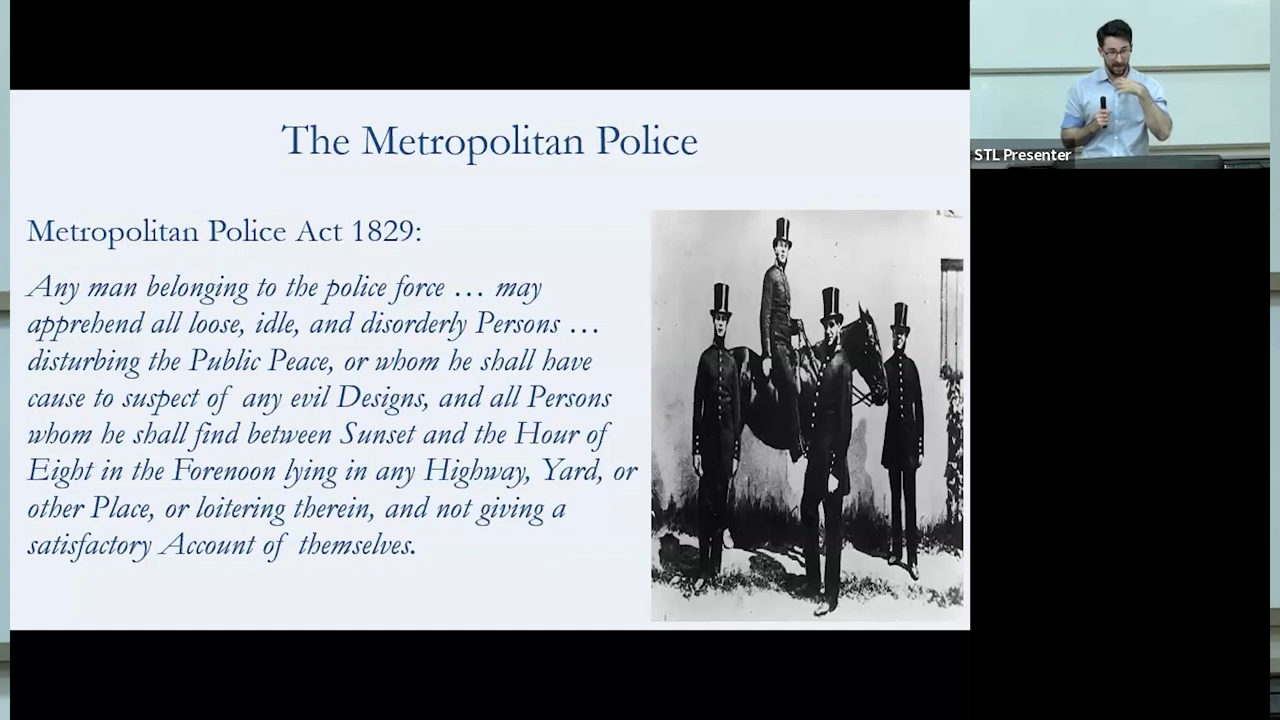 The Metropolitan Police
Metropolitan Police Act 1829:
Any man belonging to the police force … may
apprehend all loose, idle, and disorderly Persons …
disturbing the Public Peace, or whom he shall have
cause to suspect of any evil Designs, and all Persons
whom he shall find between Sunset and the Hour of
Eight in the Forenoon lying in any Highway, Yard, or
other Place, or loitering therein, and not giving a
satisfactory Account of themselves.
STL Presenter